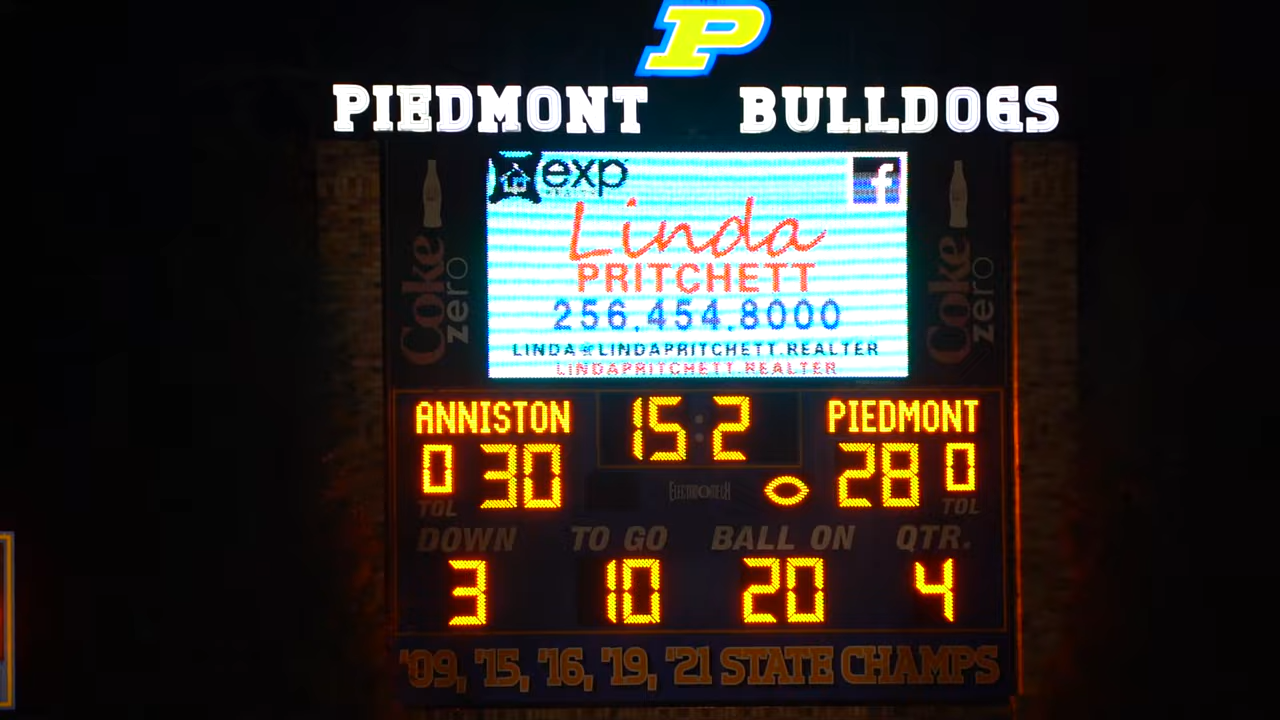 P
PIEDMONT BULLDOGS
exp
f
Linda
PRITCHETT
256.454.8000
LINDA@LINDAPRITCHETT.REALTER
LINDAPRITCHETT.REALTER
Coke zero
Coke zero
ANNISTON 15:2 PIEDMONT
0 30 28 0
TOL ELECTRO-MECH TOL
DOWN TO GO BALL ON QTR.
3 10 20 4
'09, '15, '16, '19, '21 STATE CHAMPS